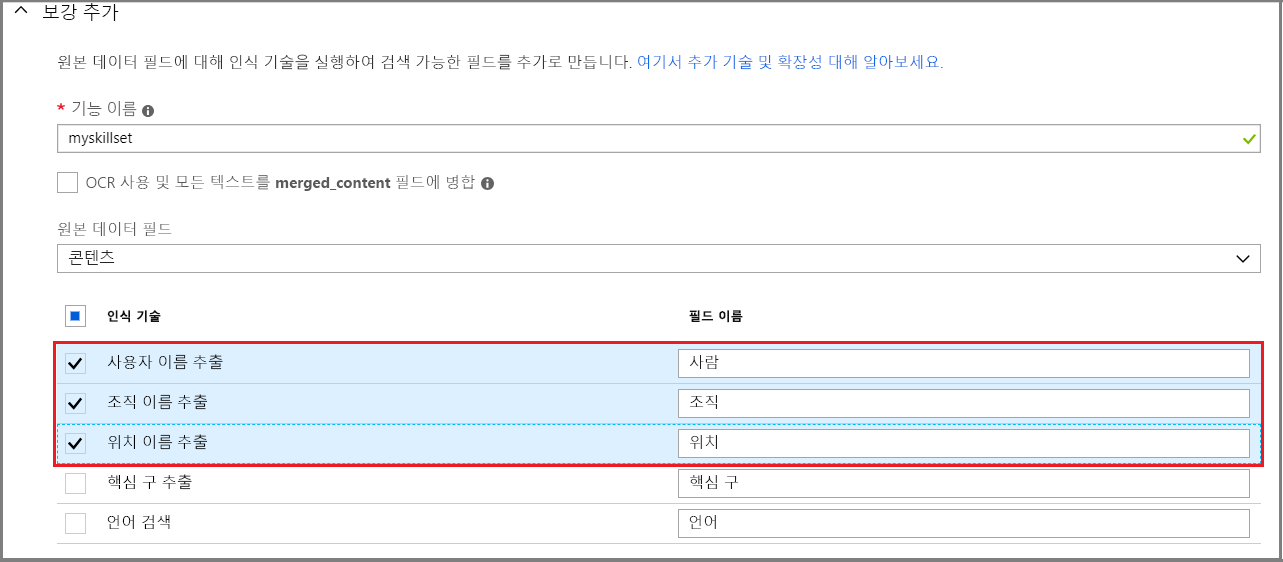 보강 추가
원본 데이터 필드에 대해 인식 기술을 실행하여 검색 가능한 필드를 추가로 만듭니다. 여기서 추가 기술 및 확장성 대해 알아보세요.
* 기능 이름
myskillset
OCR 사용 및 모든 텍스트를 merged_content 필드에 병합
원본 데이터 필드
콘텐츠
인식 기술 필드 이름
사용자 이름 추출 사람
조직 이름 추출 조직
위치 이름 추출 위치
핵심 구 추출 핵심 구
언어 검색 언어